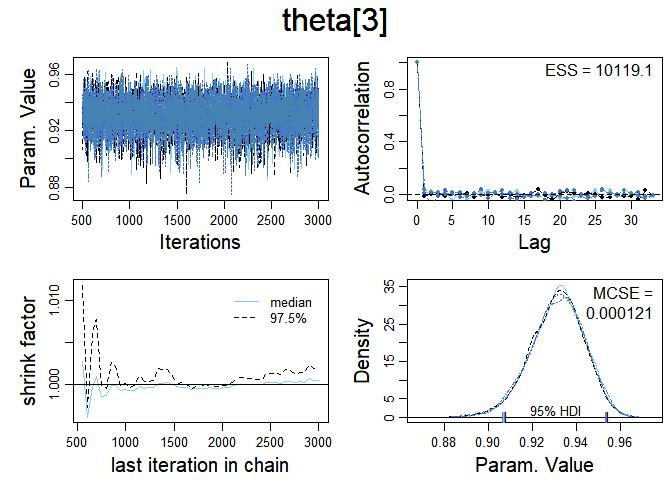 theta[3]
Param. Value
0.88 0.92 0.96
500 1000 1500 2000 2500 3000
Iterations
Autocorrelation
0.0 0.4 0.8
ESS = 10119.1
0 5 10 15 20 25 30
Lag
shrink factor
1.000 1.010
median
97.5%
500 1000 1500 2000 2500 3000
last iteration in chain
Density
0 5 15 25 35
MCSE =
0.000121
95% HDI
0.88 0.90 0.92 0.94 0.96
Param. Value